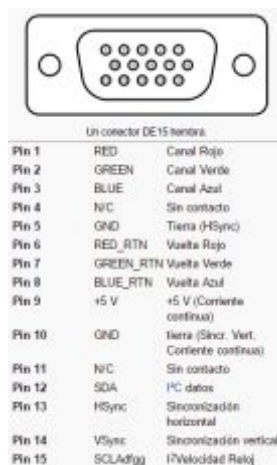 Un conector DE15 hembra.
Pin 1 RED Canal Rojo
Pin 2 GREEN Canal Verde
Pin 3 BLUE Canal Azul
Pin 4 N/C Sin contacto
Pin 5 GND Tierra (HSync)
Pin 6 RED_RTN Vuelta Rojo
Pin 7 GREEN_RTN Vuelta Verde
Pin 8 BLUE_RTN Vuelta Azul
Pin 9 +5 V +5 V (Corriente
continua)
Pin 10 GND tierra (Sincr. Vert,
Corriente continua)
Pin 11 N/C Sin contacto
Pin 12 SDA I²C datos
Pin 13 HSync Sincronización
horizontal
Pin 14 VSync Sincronización vertical
Pin 15 SCLAdfgg I²Velocidad Reloj